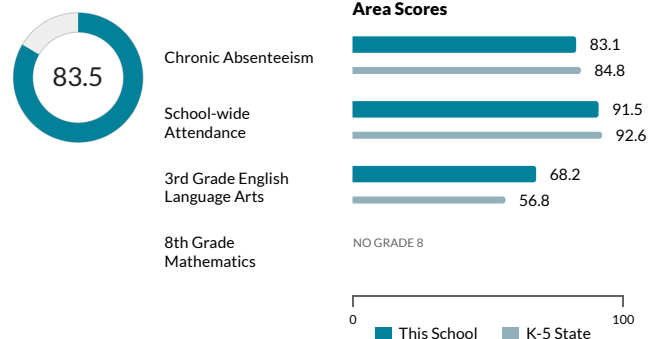 Area Scores
83.5
Chronic Absenteeism
83.1
84.8
School-wide
Attendance
91.5
92.6
3rd Grade English
Language Arts
68.2
56.8
8th Grade
Mathematics
NO GRADE 8
0
100
This School
K-5 State